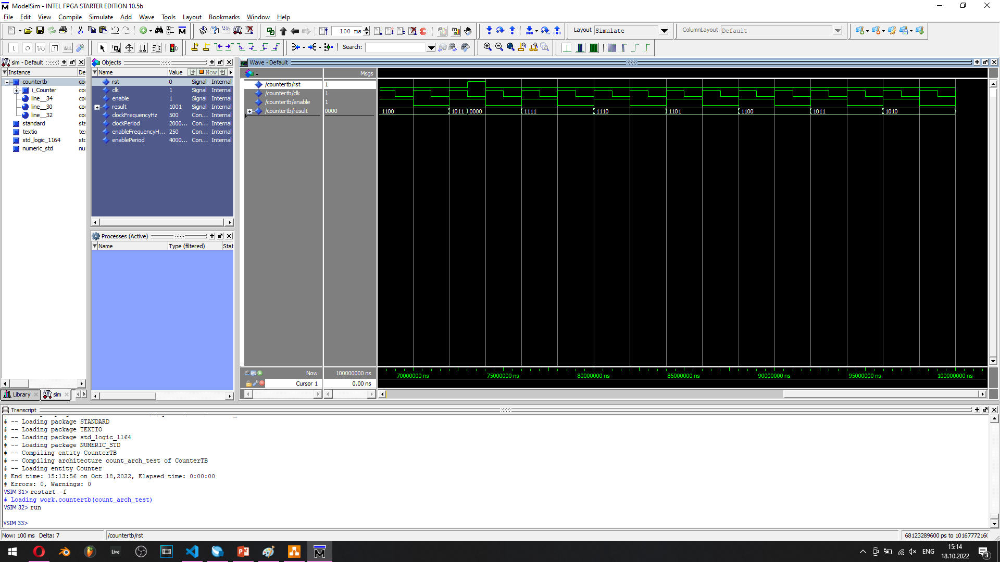 ModelSim - INTEL FPGA STARTER EDITION 10.5b
File Edit View Compile Simulate Add Wave Tools Layout Bookmarks Window Help
100 ms
Layout Simulate
ColumnLayout Default
Search:
sim - Default
Instance
countertb
i_Counter
line__34
line__30
line__32
standard
textio
std_logic_1164
numeric_std
Library
sim
Objects
Name Value Now
rst 0 Signal Internal
clk 1 Signal Internal
enable 1 Signal Internal
result 1001 Signal Internal
clockFrequencyHz 500 Con... Internal
clockPeriod 2000... Con... Internal
enableFrequencyH... 250 Con... Internal
enablePeriod 4000... Con... Internal
Processes (Active)
Name Type (filtered) Stat
Wave - Default
Msgs
/countertb/rst 1
/countertb/clk 1
/countertb/enable 1
/countertb/result 0000
1100 1011 0000 1111 1110 1101 1100 1011 1010
Now 100000000 ns
Cursor 1 0.00 ns
70000000 ns 75000000 ns 80000000 ns 85000000 ns 90000000 ns 95000000 ns 100000000 ns
Transcript
# -- Loading package STANDARD
# -- Loading package TEXTIO
# -- Loading package std_logic_1164
# -- Loading package NUMERIC_STD
# -- Compiling entity CounterTB
# -- Compiling architecture count_arch_test of CounterTB
# -- Loading entity Counter
# End time: 15:13:56 on Oct 18,2022, Elapsed time: 0:00:00
# Errors: 0, Warnings: 0
VSIM 31> restart -f
# Loading work.countertb(count_arch_test)
VSIM 32> run
VSIM 33>
Now: 100 ms Delta: 7
/countertb/rst
68123289600 ps to 10167772160
Live
ENG
15:14
18.10.2022
3